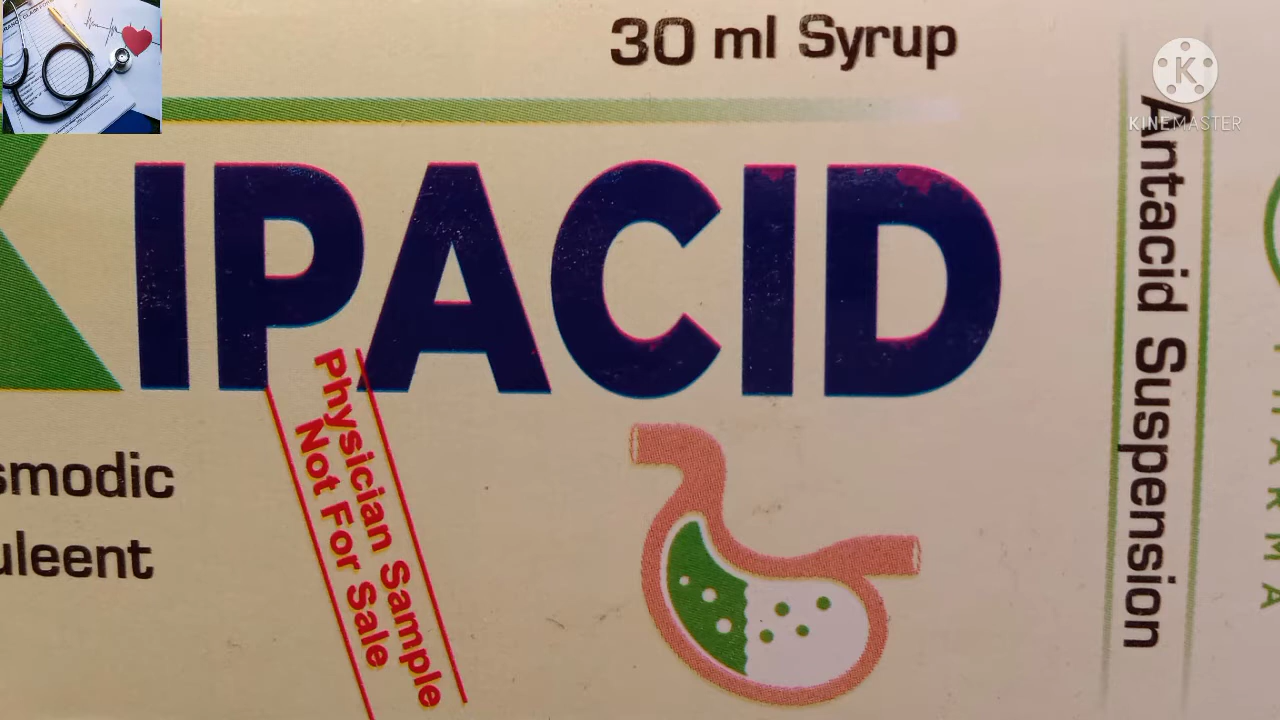 30 ml Syrup
KINEMASTER
IPACID
Antacid Suspension
Physician Sample
Not For Sale
smodic
uleent